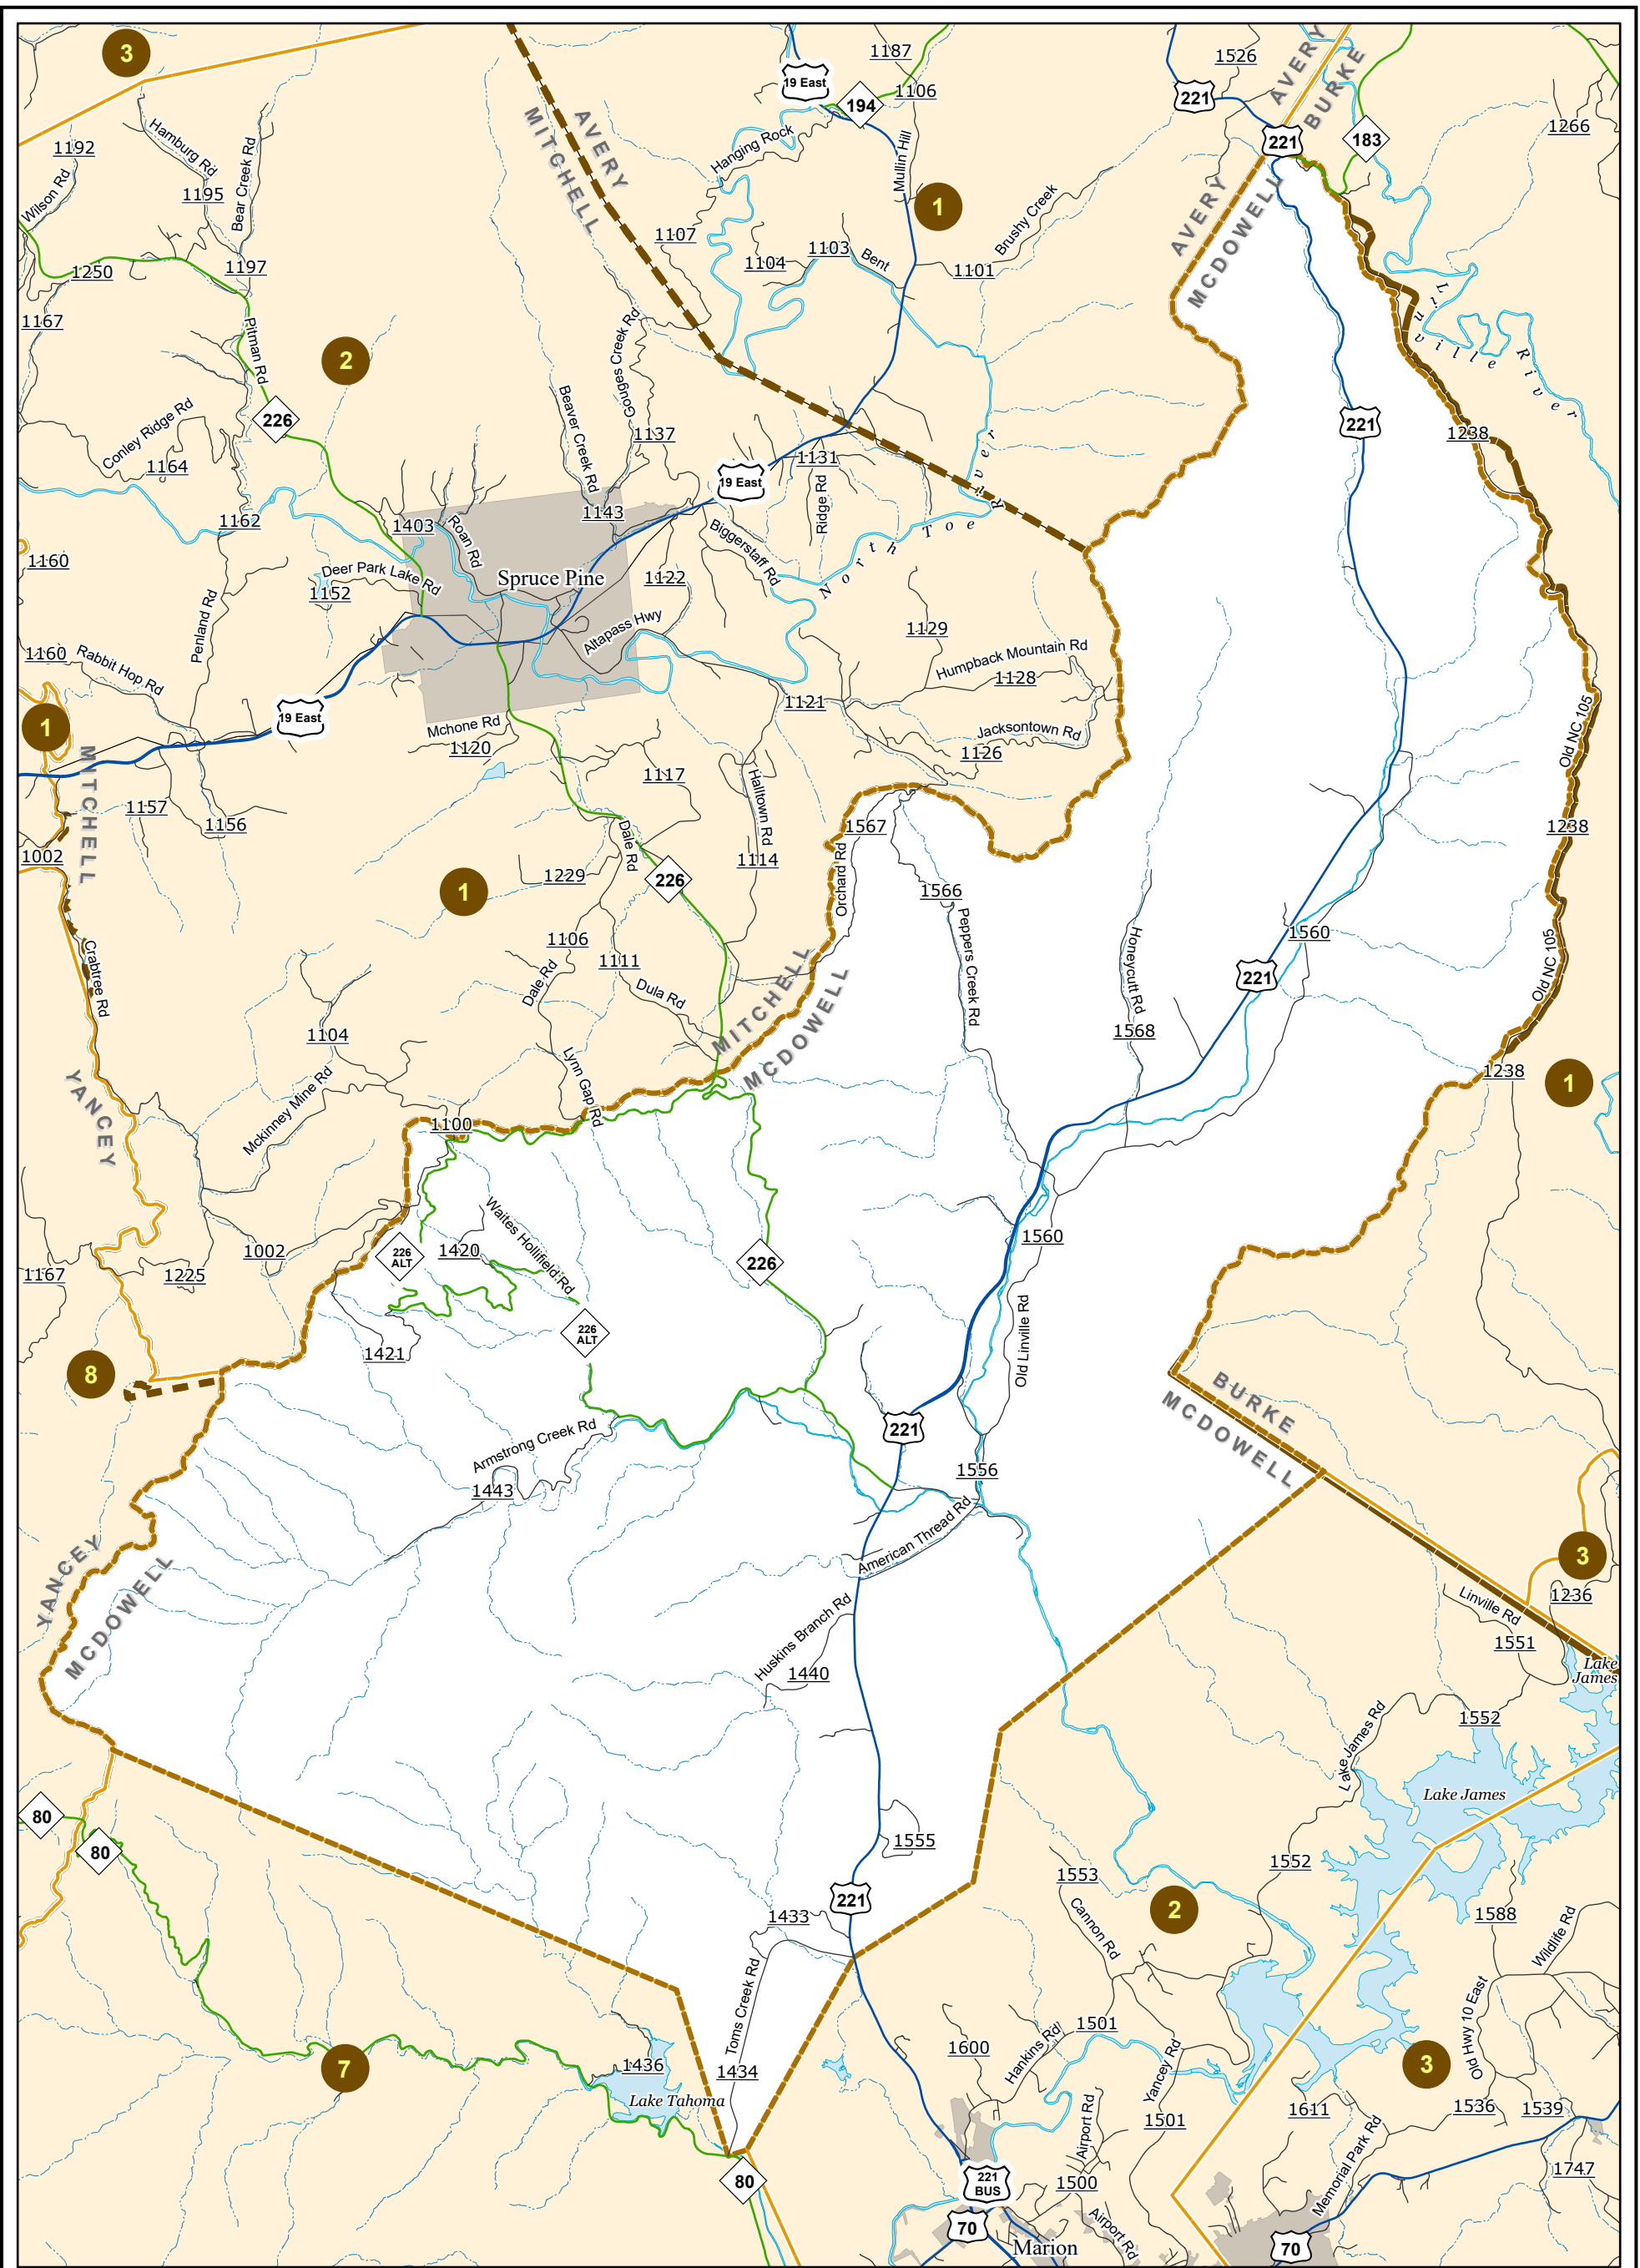 3
1187
19 East
194
1106
1526
221
AVERY
BURKE
221
183
1266
1192
Hamburg Rd
Bear Creek Rd
Wilson Rd
1195
MITCHELL
AVERY
Hanging Rock
Mullin Hill
1
Brushy Creek
AVERY
MCDOWELL
1250
1197
1107
1104
1103
Bent
1101
1167
Pitman Rd
2
Gouges Creek Rd
Linville River
226
Conley Ridge Rd
1164
Beaver Creek Rd
1137
1131
221
1238
19 East
Ridge Rd
1162
1403
Roan Rd
1143
Biggerstaff Rd
North Toe River
1160
Deer Park Lake Rd
1152
Spruce Pine
1122
Penland Rd
Altapass Hwy
1129
1160
Rabbit Hop Rd
Humpback Mountain Rd
1128
19 East
1
1121
Mchone Rd
1120
Jacksontown Rd
1126
Old NC 105
MITCHELL
1117
Halltown Rd
1157
1156
1567
1238
1002
Dale Rd
1114
Orchard Rd
1229
226
1
1566
Peppers Creek Rd
Honeycutt Rd
1560
Crabtree Rd
1106
1111
Dale Rd
Dula Rd
221
Old NC 105
MITCHELL
MCDOWELL
1104
1568
1238
1
Mckinney Mine Rd
Lynn Gap Rd
YANCEY
1100
Waites Hollifield Rd
1002
226
ALT
1420
226
1560
1167
1225
226
ALT
Old Linville Rd
1421
8
BURKE
MCDOWELL
221
Armstrong Creek Rd
1443
1556
American Thread Rd
YANCEY
MCDOWELL
3
1236
Linville Rd
1551
Huskins Branch Rd
1440
Lake
James
Lake James Rd
1552
80
80
Lake James
1555
1552
1553
221
1433
Cannon Rd
2
1588
Wildlife Rd
Toms Creek Rd
1501
Old Hwy 10 East
7
1436
1434
1600
Hankins Rd
Yancey Rd
3
Lake Tahoma
Airport Rd
1501
1611
1536
1539
80
221
BUS
1500
Memorial Park Rd
1747
70
Airport Rd
Marion
70